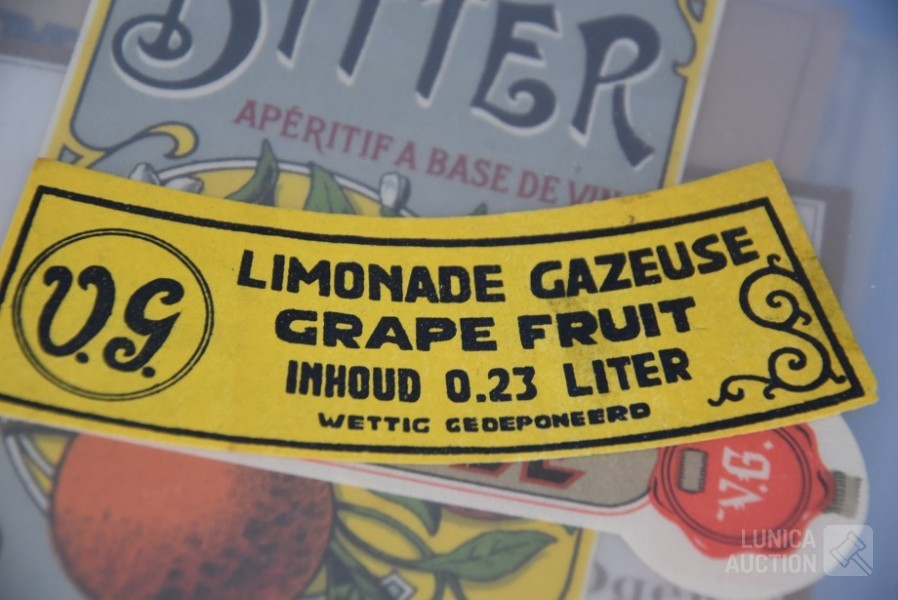 BITTER
APÉRITIF A BASE DE VIN
V.G.
LIMONADE GAZEUSE
GRAPE FRUIT
INHOUD 0.23 LITER
WETTIG GEDEPONEERD
V.G.
LUNICA
AUCTION